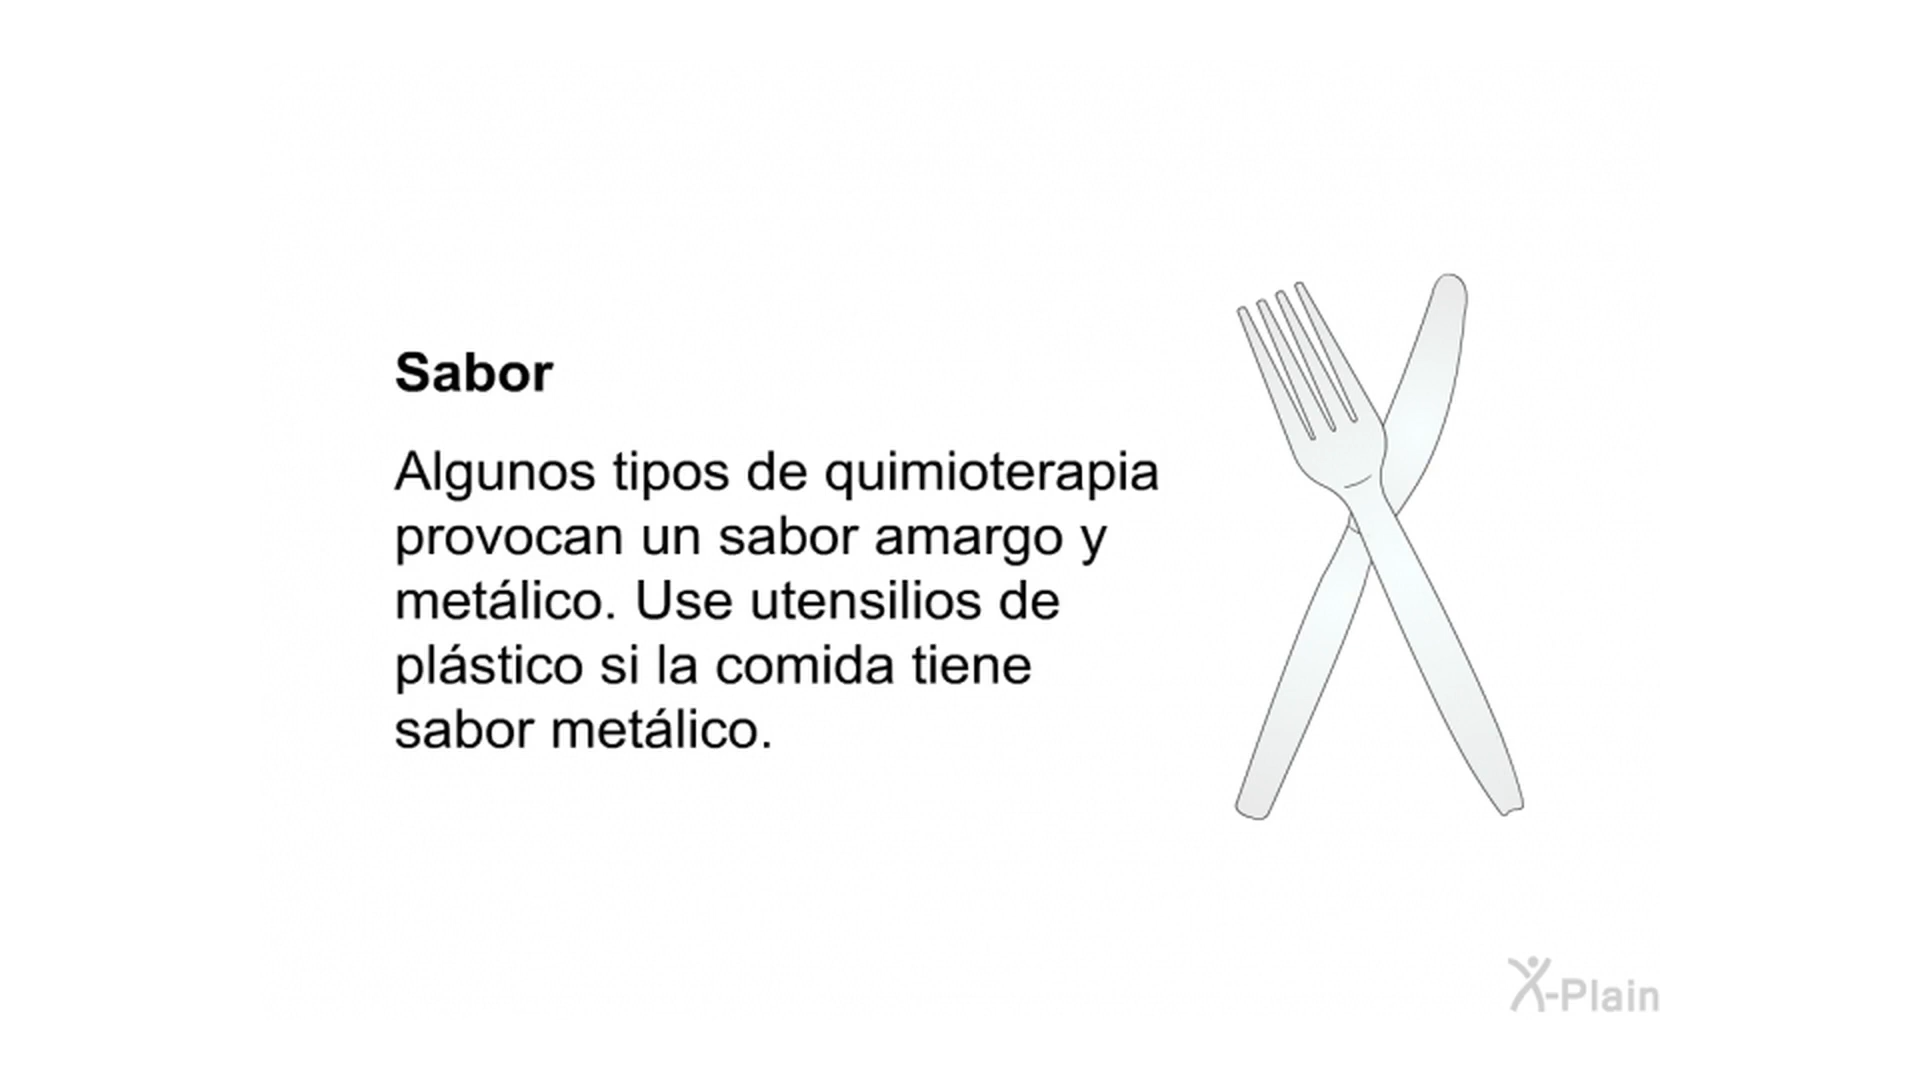 Sabor
Algunos tipos de quimioterapia
provocan un sabor amargo y
metálico. Use utensilios de
plástico si la comida tiene
sabor metálico.
X-Plain